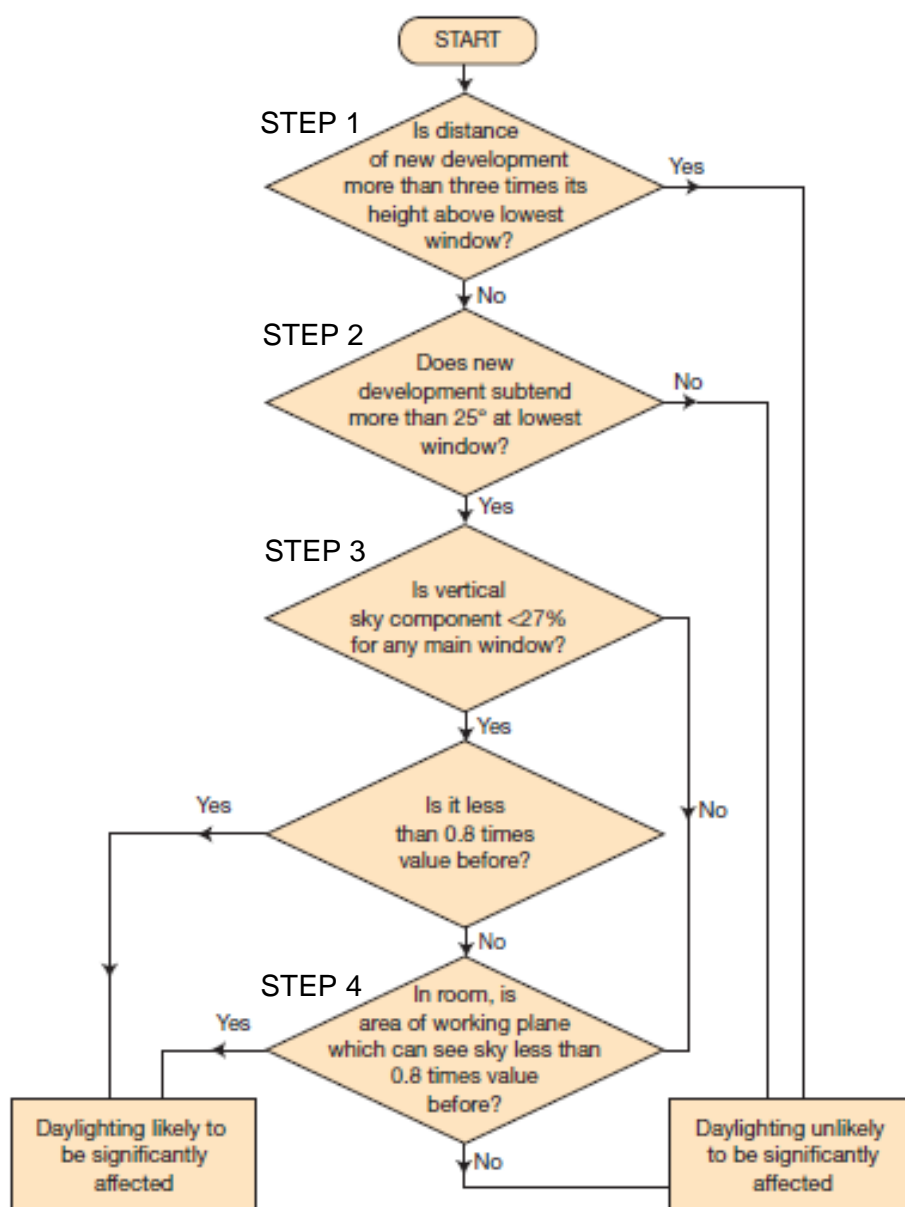 START
STEP 1
Is distance
of new development
more than three times its
height above lowest
window?
Yes
No
STEP 2
Does new
development subtend
more than 25° at lowest
window?
No
Yes
STEP 3
Is vertical
sky component <27%
for any main window?
Yes
No
Is it less
than 0.8 times
value before?
Yes
No
STEP 4
In room, is
area of working plane
which can see sky less than
0.8 times value
before?
Yes
No
Daylighting likely to
be significantly
affected
Daylighting unlikely
to be significantly
affected